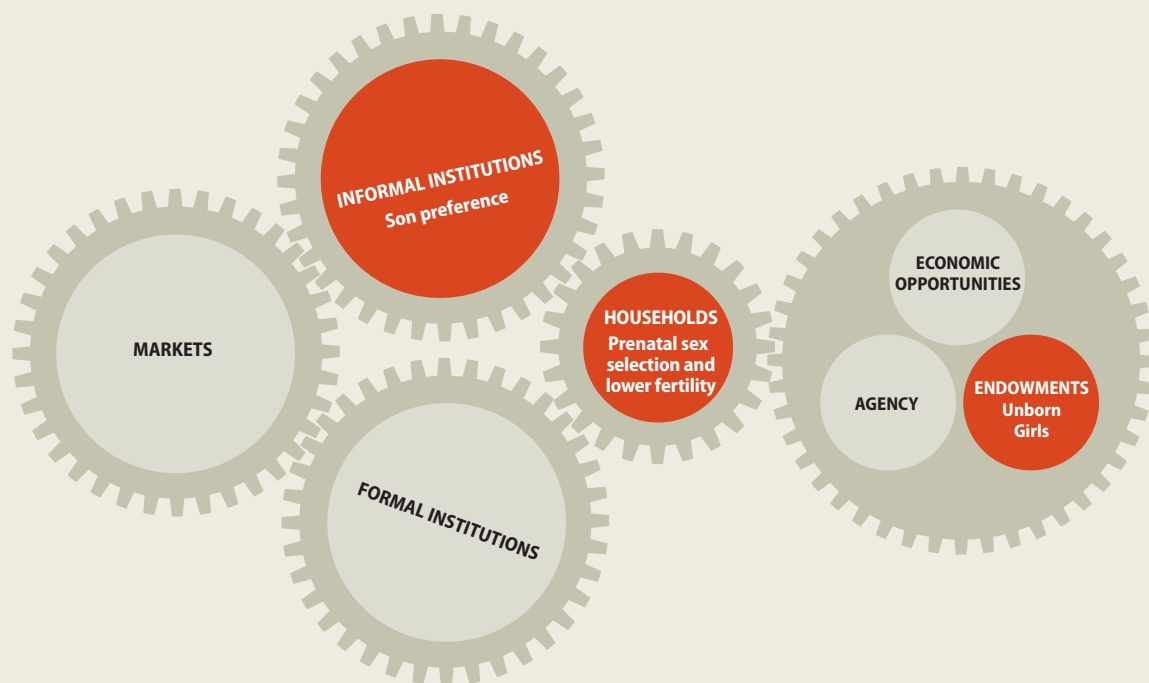 INFORMAL INSTITUTIONS
Son preference
MARKETS
HOUSEHOLDS
Prenatal sex
selection and
lower fertility
FORMAL INSTITUTIONS
ECONOMIC
OPPORTUNITIES
AGENCY
ENDOWMENTS
Unborn
Girls